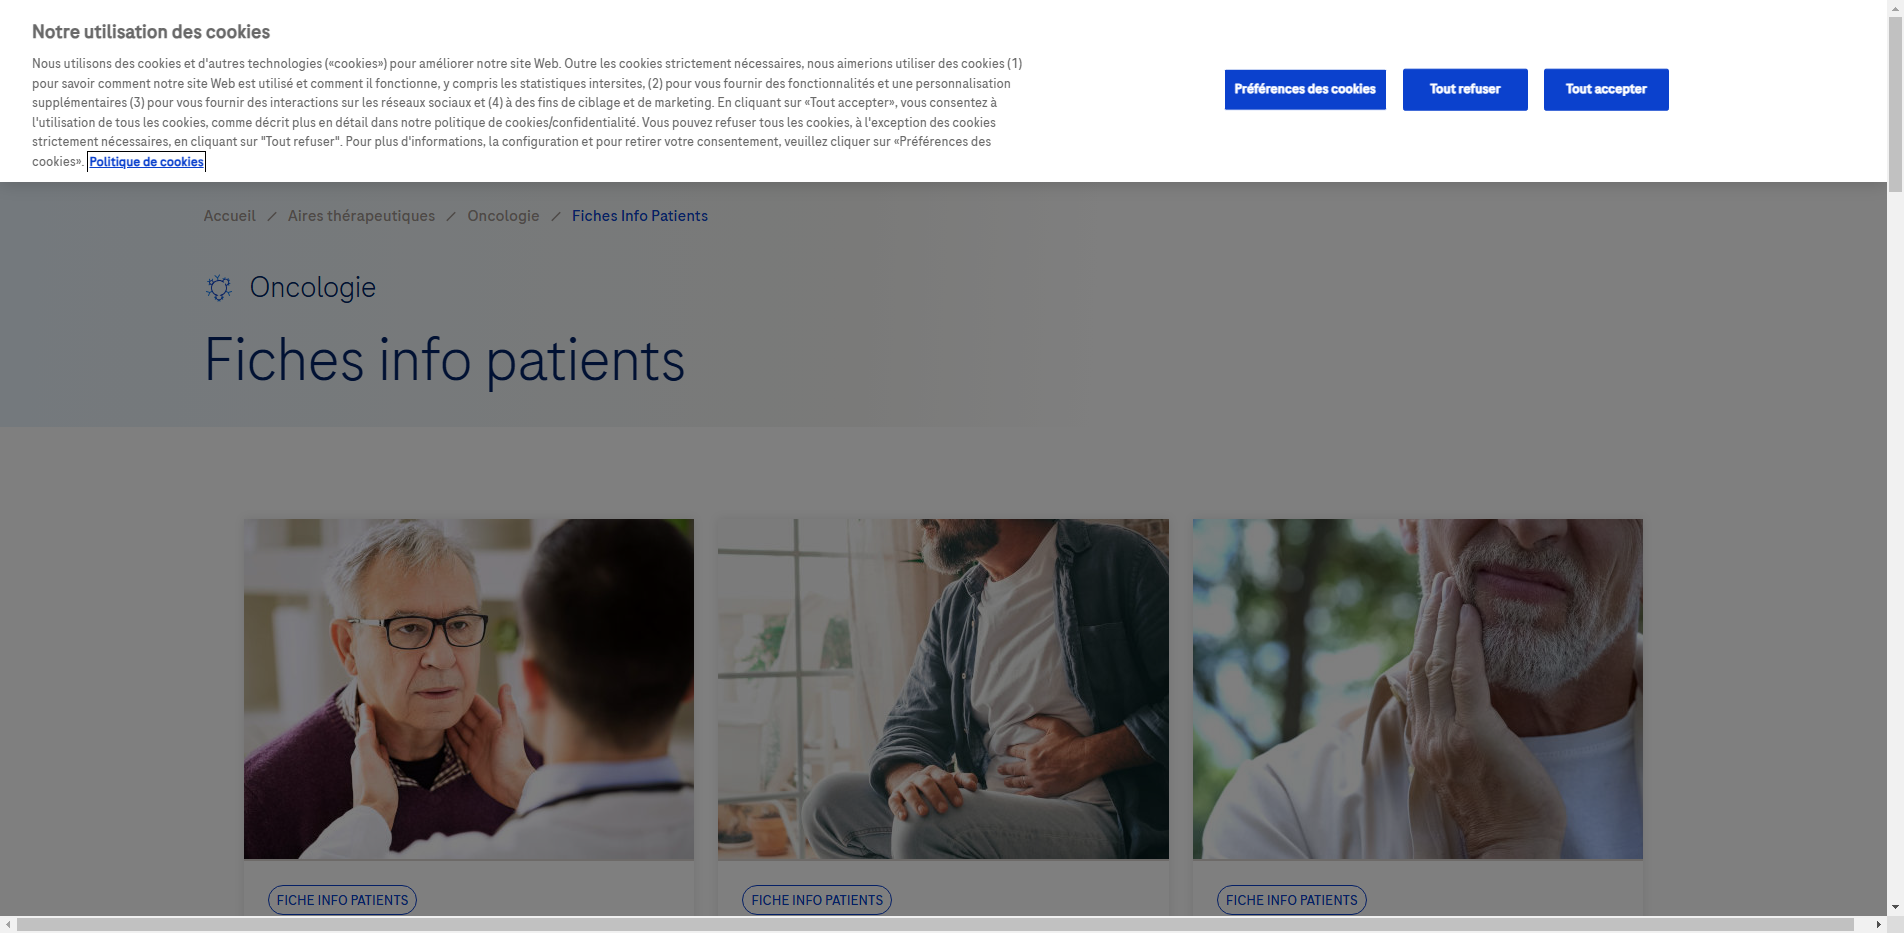 Notre utilisation des cookies
Nous utilisons des cookies et d'autres technologies («cookies») pour améliorer notre site Web. Outre les cookies strictement nécessaires, nous aimerions utiliser des cookies (1)
pour savoir comment notre site Web est utilisé et comment il fonctionne, y compris les statistiques intersites, (2) pour vous fournir des fonctionnalités et une personnalisation
supplémentaires (3) pour vous fournir des interactions sur les réseaux sociaux et (4) à des fins de ciblage et de marketing. En cliquant sur «Tout accepter», vous consentez à
l'utilisation de tous les cookies, comme décrit plus en détail dans notre politique de cookies/confidentialité. Vous pouvez refuser tous les cookies, à l'exception des cookies
strictement nécessaires, en cliquant sur "Tout refuser". Pour plus d'informations, la configuration et pour retirer votre consentement, veuillez cliquer sur «Préférences des
cookies». Politique de cookies
Préférences des cookies
Tout refuser
Tout accepter
Accueil / Aires thérapeutiques / Oncologie / Fiches Info Patients
Oncologie
Fiches info patients
FICHE INFO PATIENTS
FICHE INFO PATIENTS
FICHE INFO PATIENTS